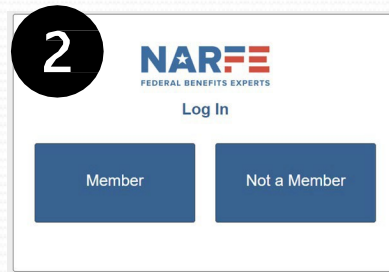 2
NARFE
FEDERAL BENEFITS EXPERTS
Log In
Member
Not a Member